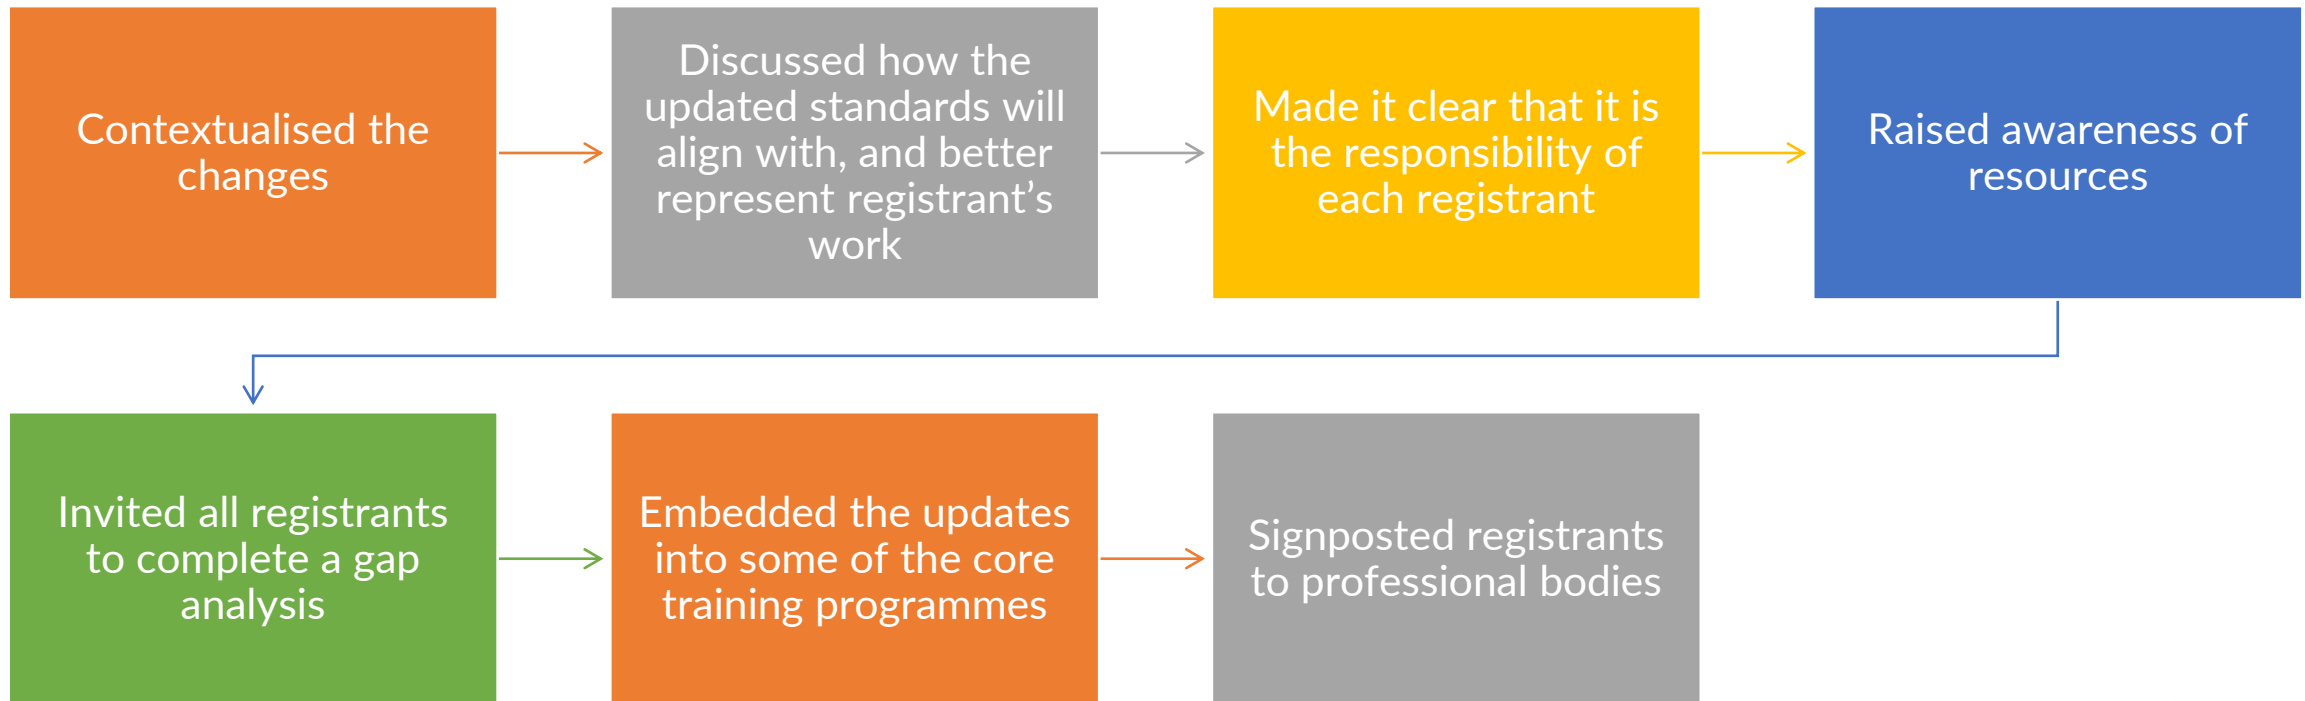 Contextualised the
changes
Discussed how the
updated standards will
align with, and better
represent registrant’s
work
Made it clear that it is
the responsibility of
each registrant
Raised awareness of
resources
Invited all registrants
to complete a gap
analysis
Embedded the updates
into some of the core
training programmes
Signposted registrants
to professional bodies